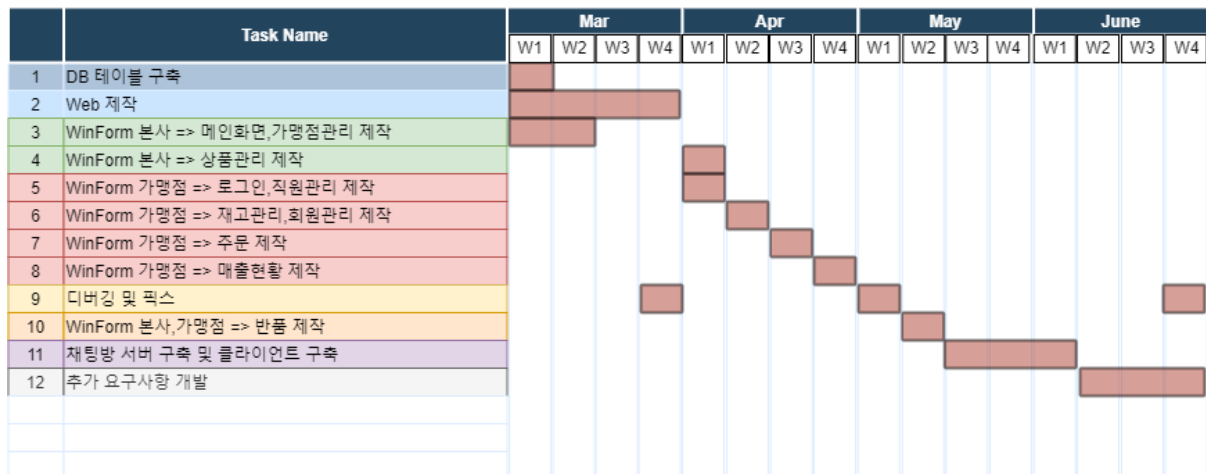 Task Name Mar Apr May June
W1 W2 W3 W4 W1 W2 W3 W4 W1 W2 W3 W4 W1 W2 W3 W4
1 DB 테이블 구축
2 Web 제작
3 WinForm 본사 => 메인화면,가맹점관리 제작
4 WinForm 본사 => 상품관리 제작
5 WinForm 가맹점 => 로그인,직원관리 제작
6 WinForm 가맹점 => 재고관리,회원관리 제작
7 WinForm 가맹점 => 주문 제작
8 WinForm 가맹점 => 매출현황 제작
9 디버깅 및 픽스
10 WinForm 본사,가맹점 => 반품 제작
11 채팅방 서버 구축 및 클라이언트 구축
12 추가 요구사항 개발